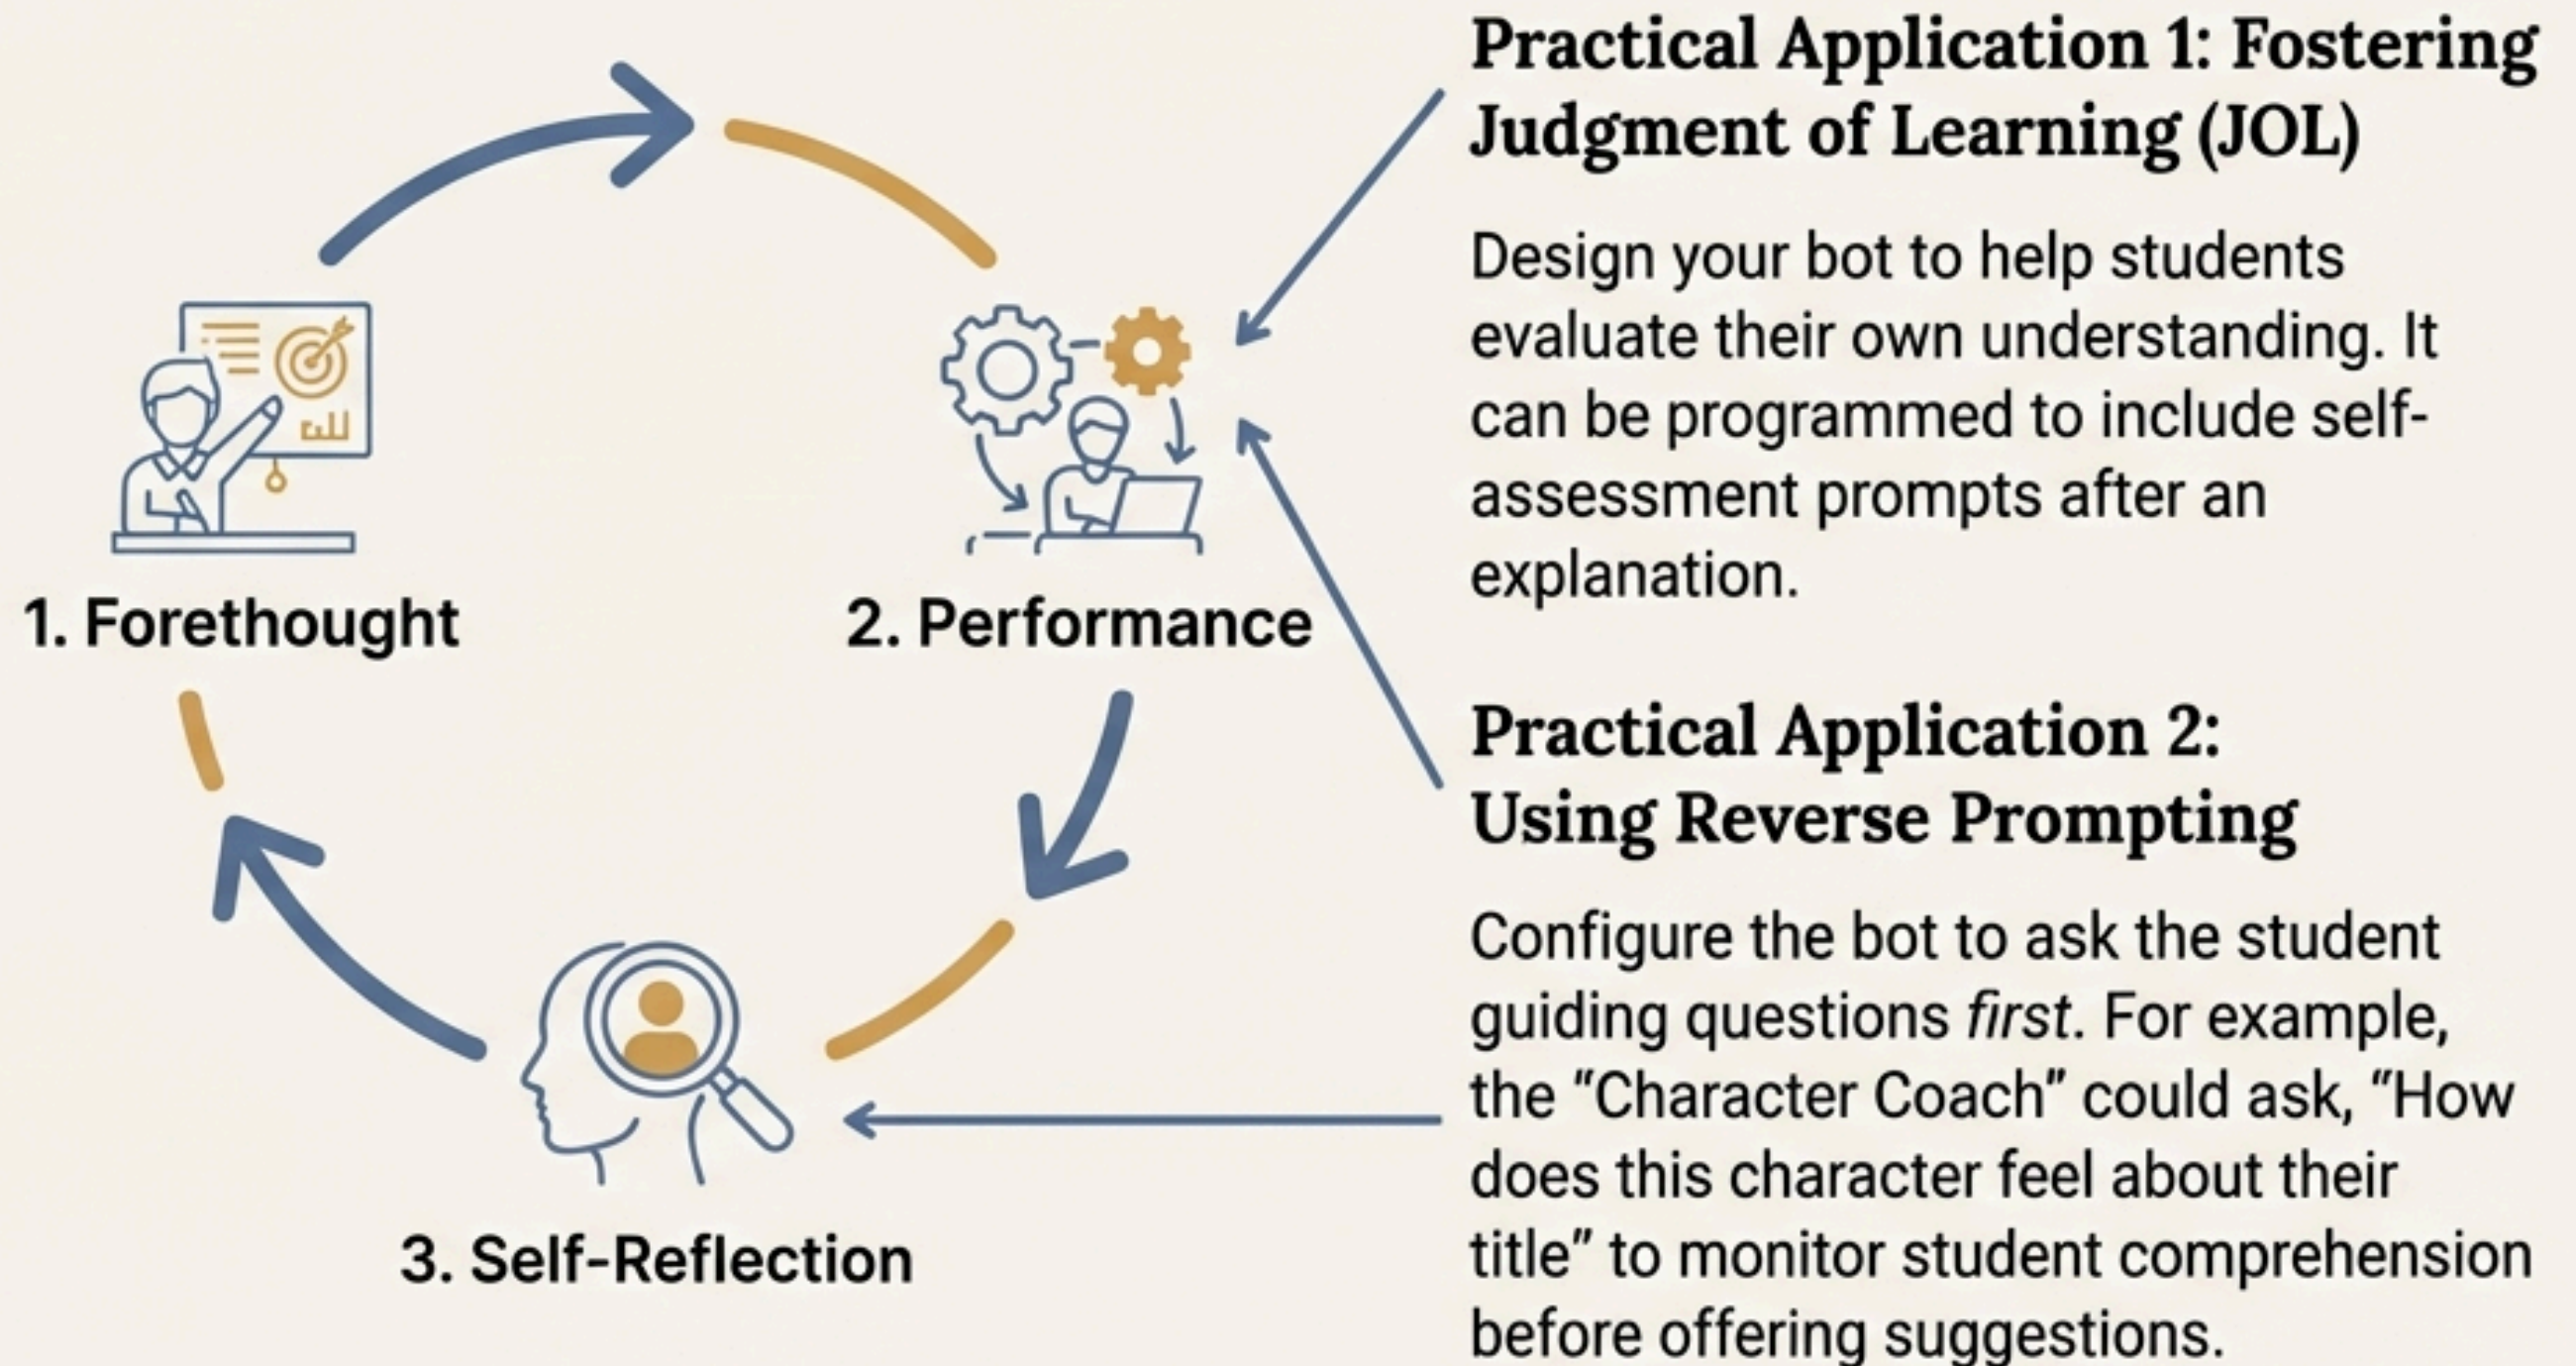 1. Forethought
2. Performance
3. Self-Reflection
Practical Application 1: Fostering
Judgment of Learning (JOL)
Design your bot to help students
evaluate their own understanding. It
can be programmed to include self-
assessment prompts after an
explanation.
Practical Application 2:
Using Reverse Prompting
Configure the bot to ask the student
guiding questions first. For example,
the “Character Coach” could ask, “How
does this character feel about their
title” to monitor student comprehension
before offering suggestions.